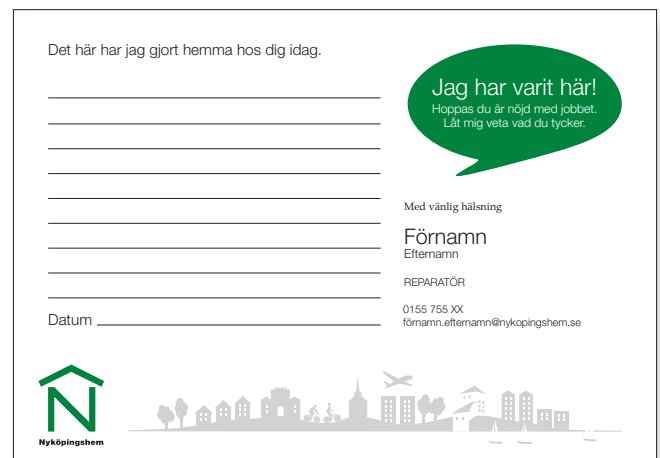 Det här har jag gjort hemma hos dig idag.
Datum
Jag har varit här!
Hoppas du är nöjd med jobbet.
Låt mig veta vad du tycker.
Med vänlig hälsning
Förnamn
Efternamn
REPARATÖR
0155 755 XX
förnamn.efternamn@nykopingshem.se
N
Nyköpingshem